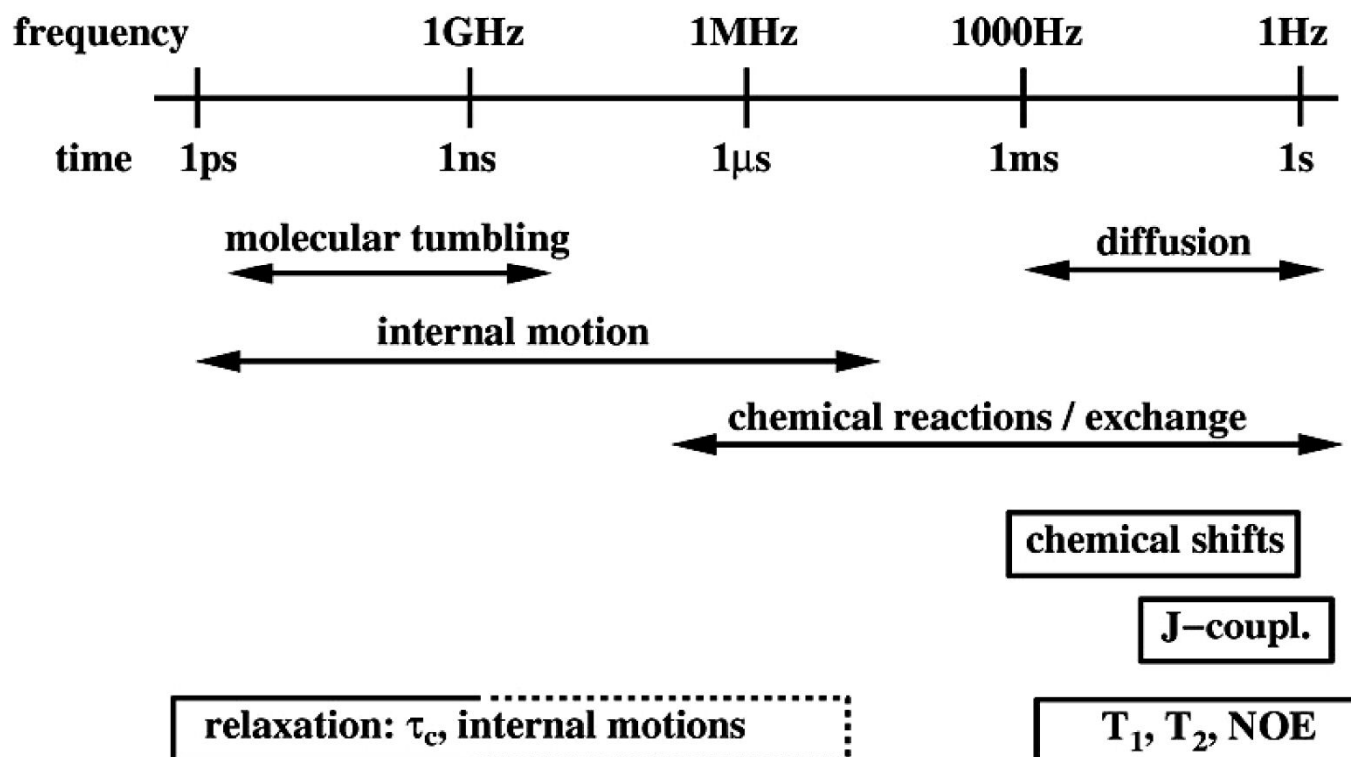 frequency 1GHz 1MHz 1000Hz 1Hz
time 1ps 1ns 1μs 1ms 1s
molecular tumbling
diffusion
internal motion
chemical reactions / exchange
chemical shifts
J−coupl.
relaxation: τc, internal motions
T1, T2, NOE